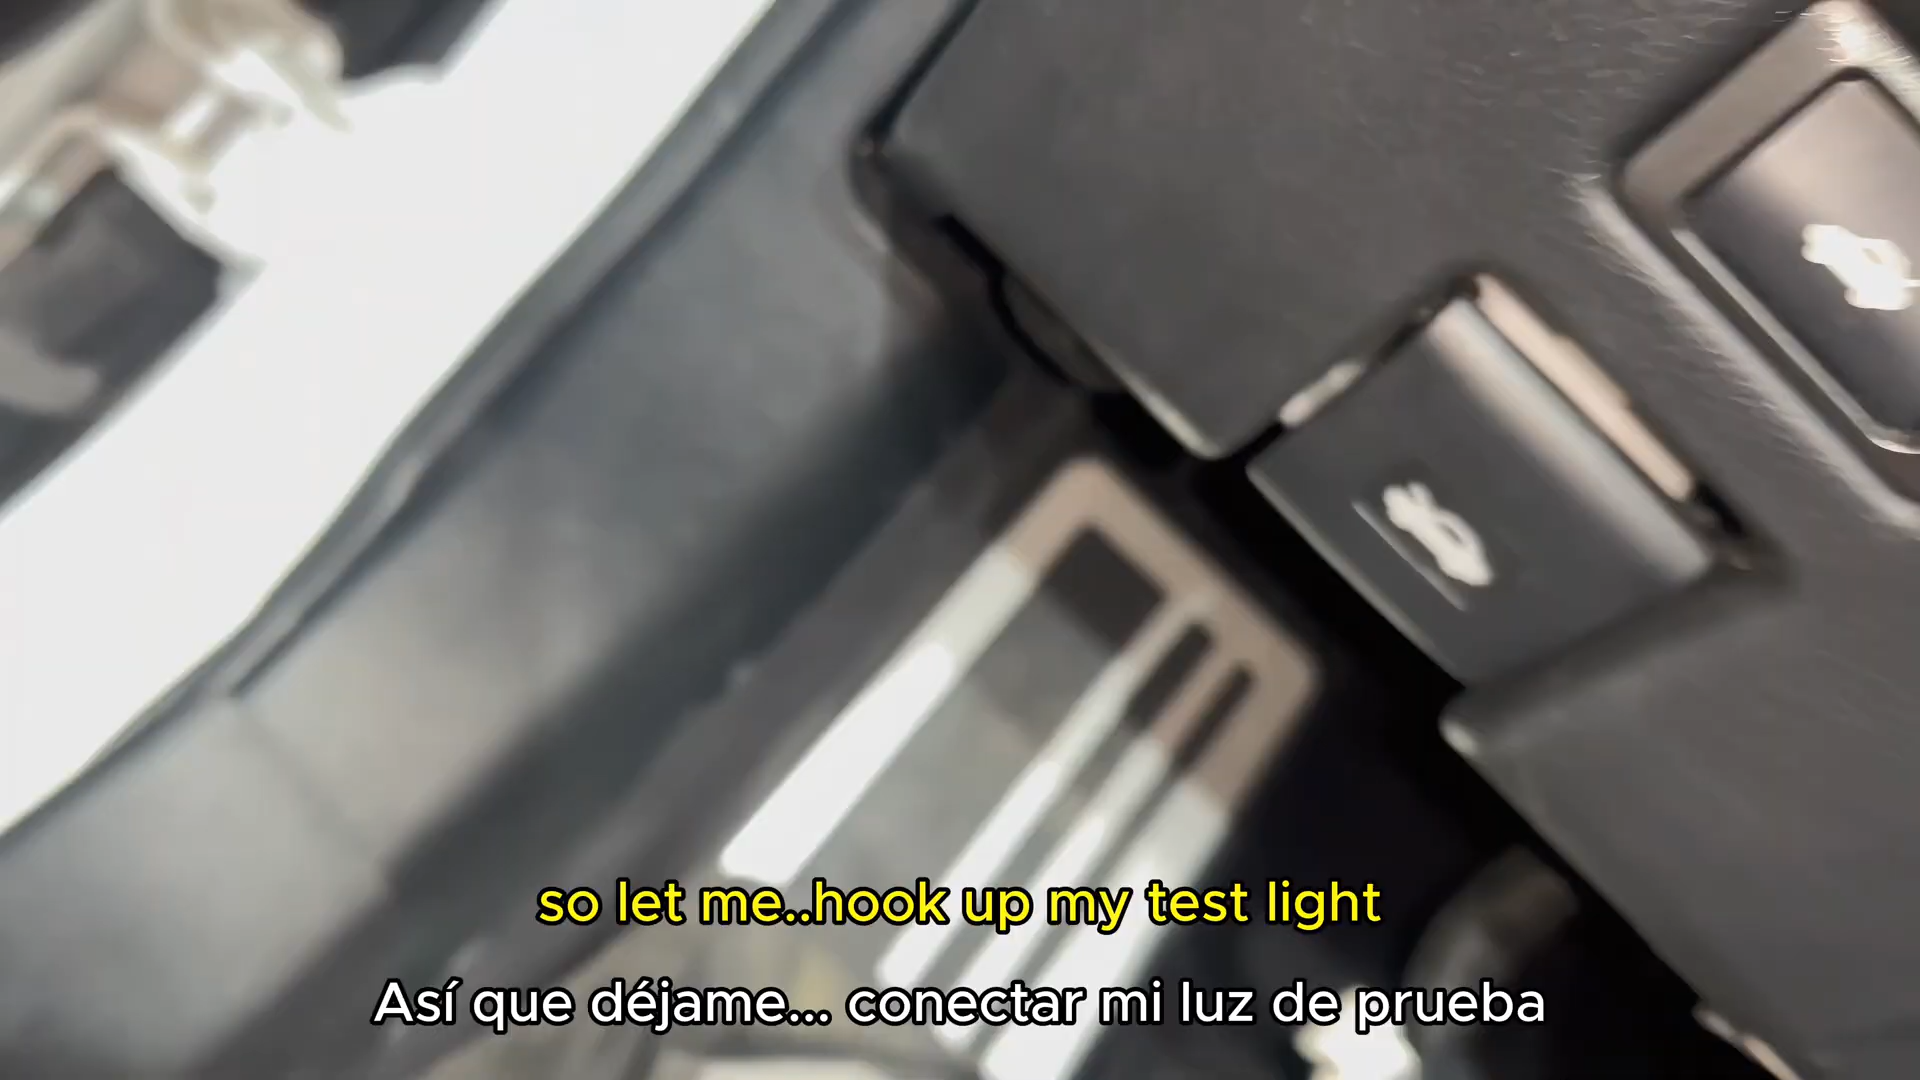 so let me..hook up my test light
Así que déjame... conectar mi luz de prueba